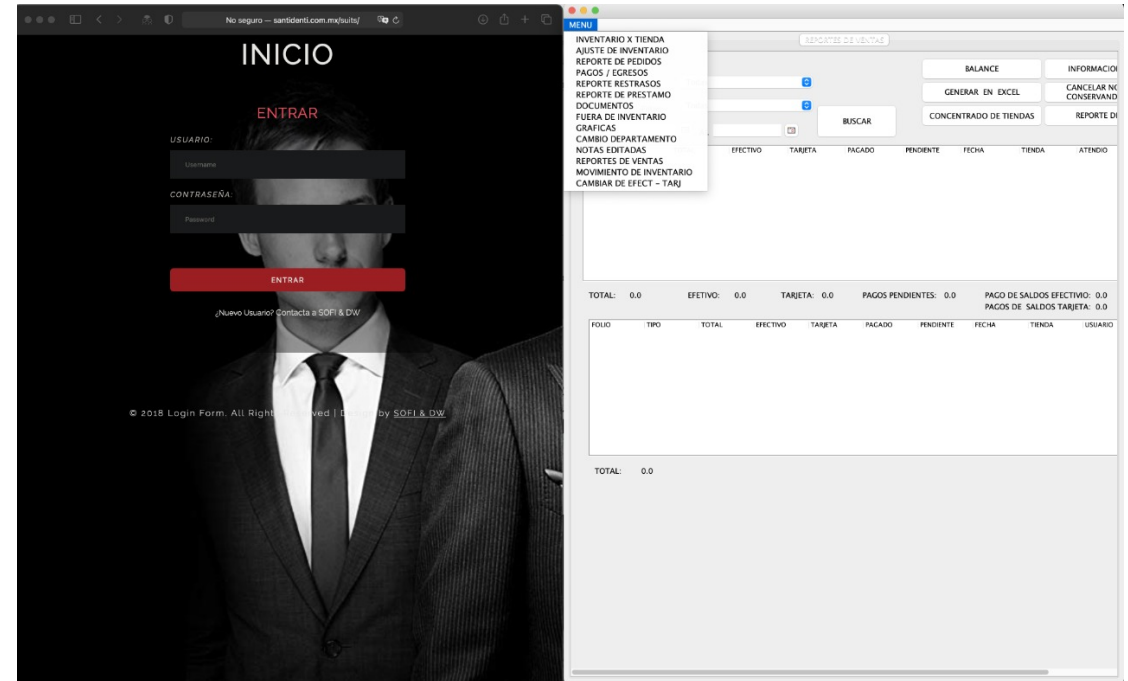 No seguro — santidenti.com.mx/suits/
INICIO
ENTRAR
USUARIO:
Username
CONTRASEÑA:
Password
ENTRAR
¿Nuevo Usuario? Contacta a SOFI & DW
© 2018 Login Form. All Rights
ved |
by SOFI & DW
MENU
INVENTARIO X TIENDA
AJUSTE DE INVENTARIO
REPORTE DE PEDIDOS
PAGOS / EGRESOS
REPORTE RESTRASOS
REPORTE DE PRESTAMO
DOCUMENTOS
FUERA DE INVENTARIO
GRAFICAS
CAMBIO DEPARTAMENTO
NOTAS EDITADAS
REPORTES DE VENTAS
MOVIMIENTO DE INVENTARIO
CAMBIAR DE EFECT - TARJ
REPORTES DE VENTAS
BUSCAR
BALANCE
INFORMACIO
GENERAR EN EXCEL
CANCELAR NO
CONSERVAND
CONCENTRADO DE TIENDAS
REPORTE D
EFECTIVO TARJETA PAGADO PENDIENTE FECHA TIENDA ATENDIO
TOTAL: 0.0 EFETIVO: 0.0 TARJETA: 0.0 PAGOS PENDIENTES: 0.0 PAGO DE SALDOS EFECTIVIO: 0.0
PAGOS DE SALDOS TARJETA: 0.0
FOLIO TIPO TOTAL EFECTIVO TARJETA PAGADO PENDIENTE FECHA TIENDA USUARIO
TOTAL: 0.0